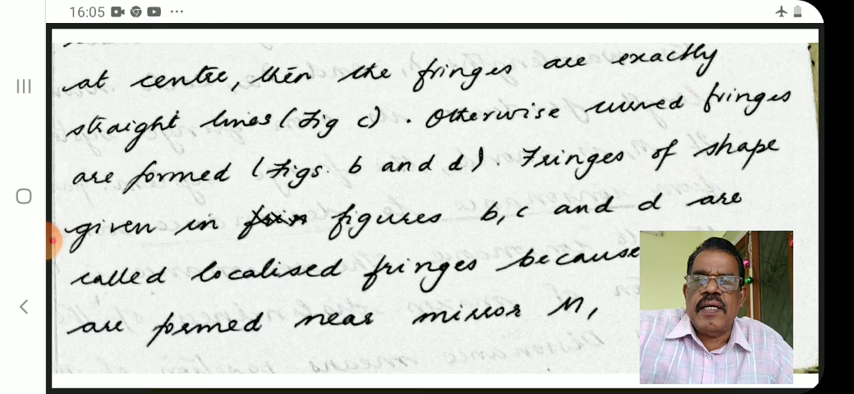 16:05
at centre, then the fringes are exactly
straight lines (Fig c). Otherwise curved fringes
are formed (Figs. b and d). Fringes of shape
given in figures b, c and d are
called localised fringes because
are formed near mirror M,